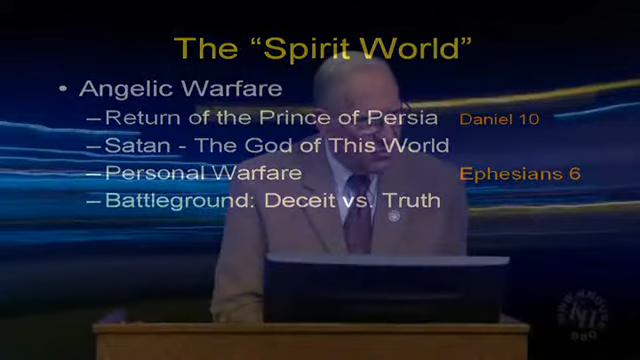 The “Spirit World”
• Angelic Warfare
– Return of the Prince of Persia Daniel 10
– Satan - The God of This World
– Personal Warfare Ephesians 6
– Battleground: Deceit vs. Truth